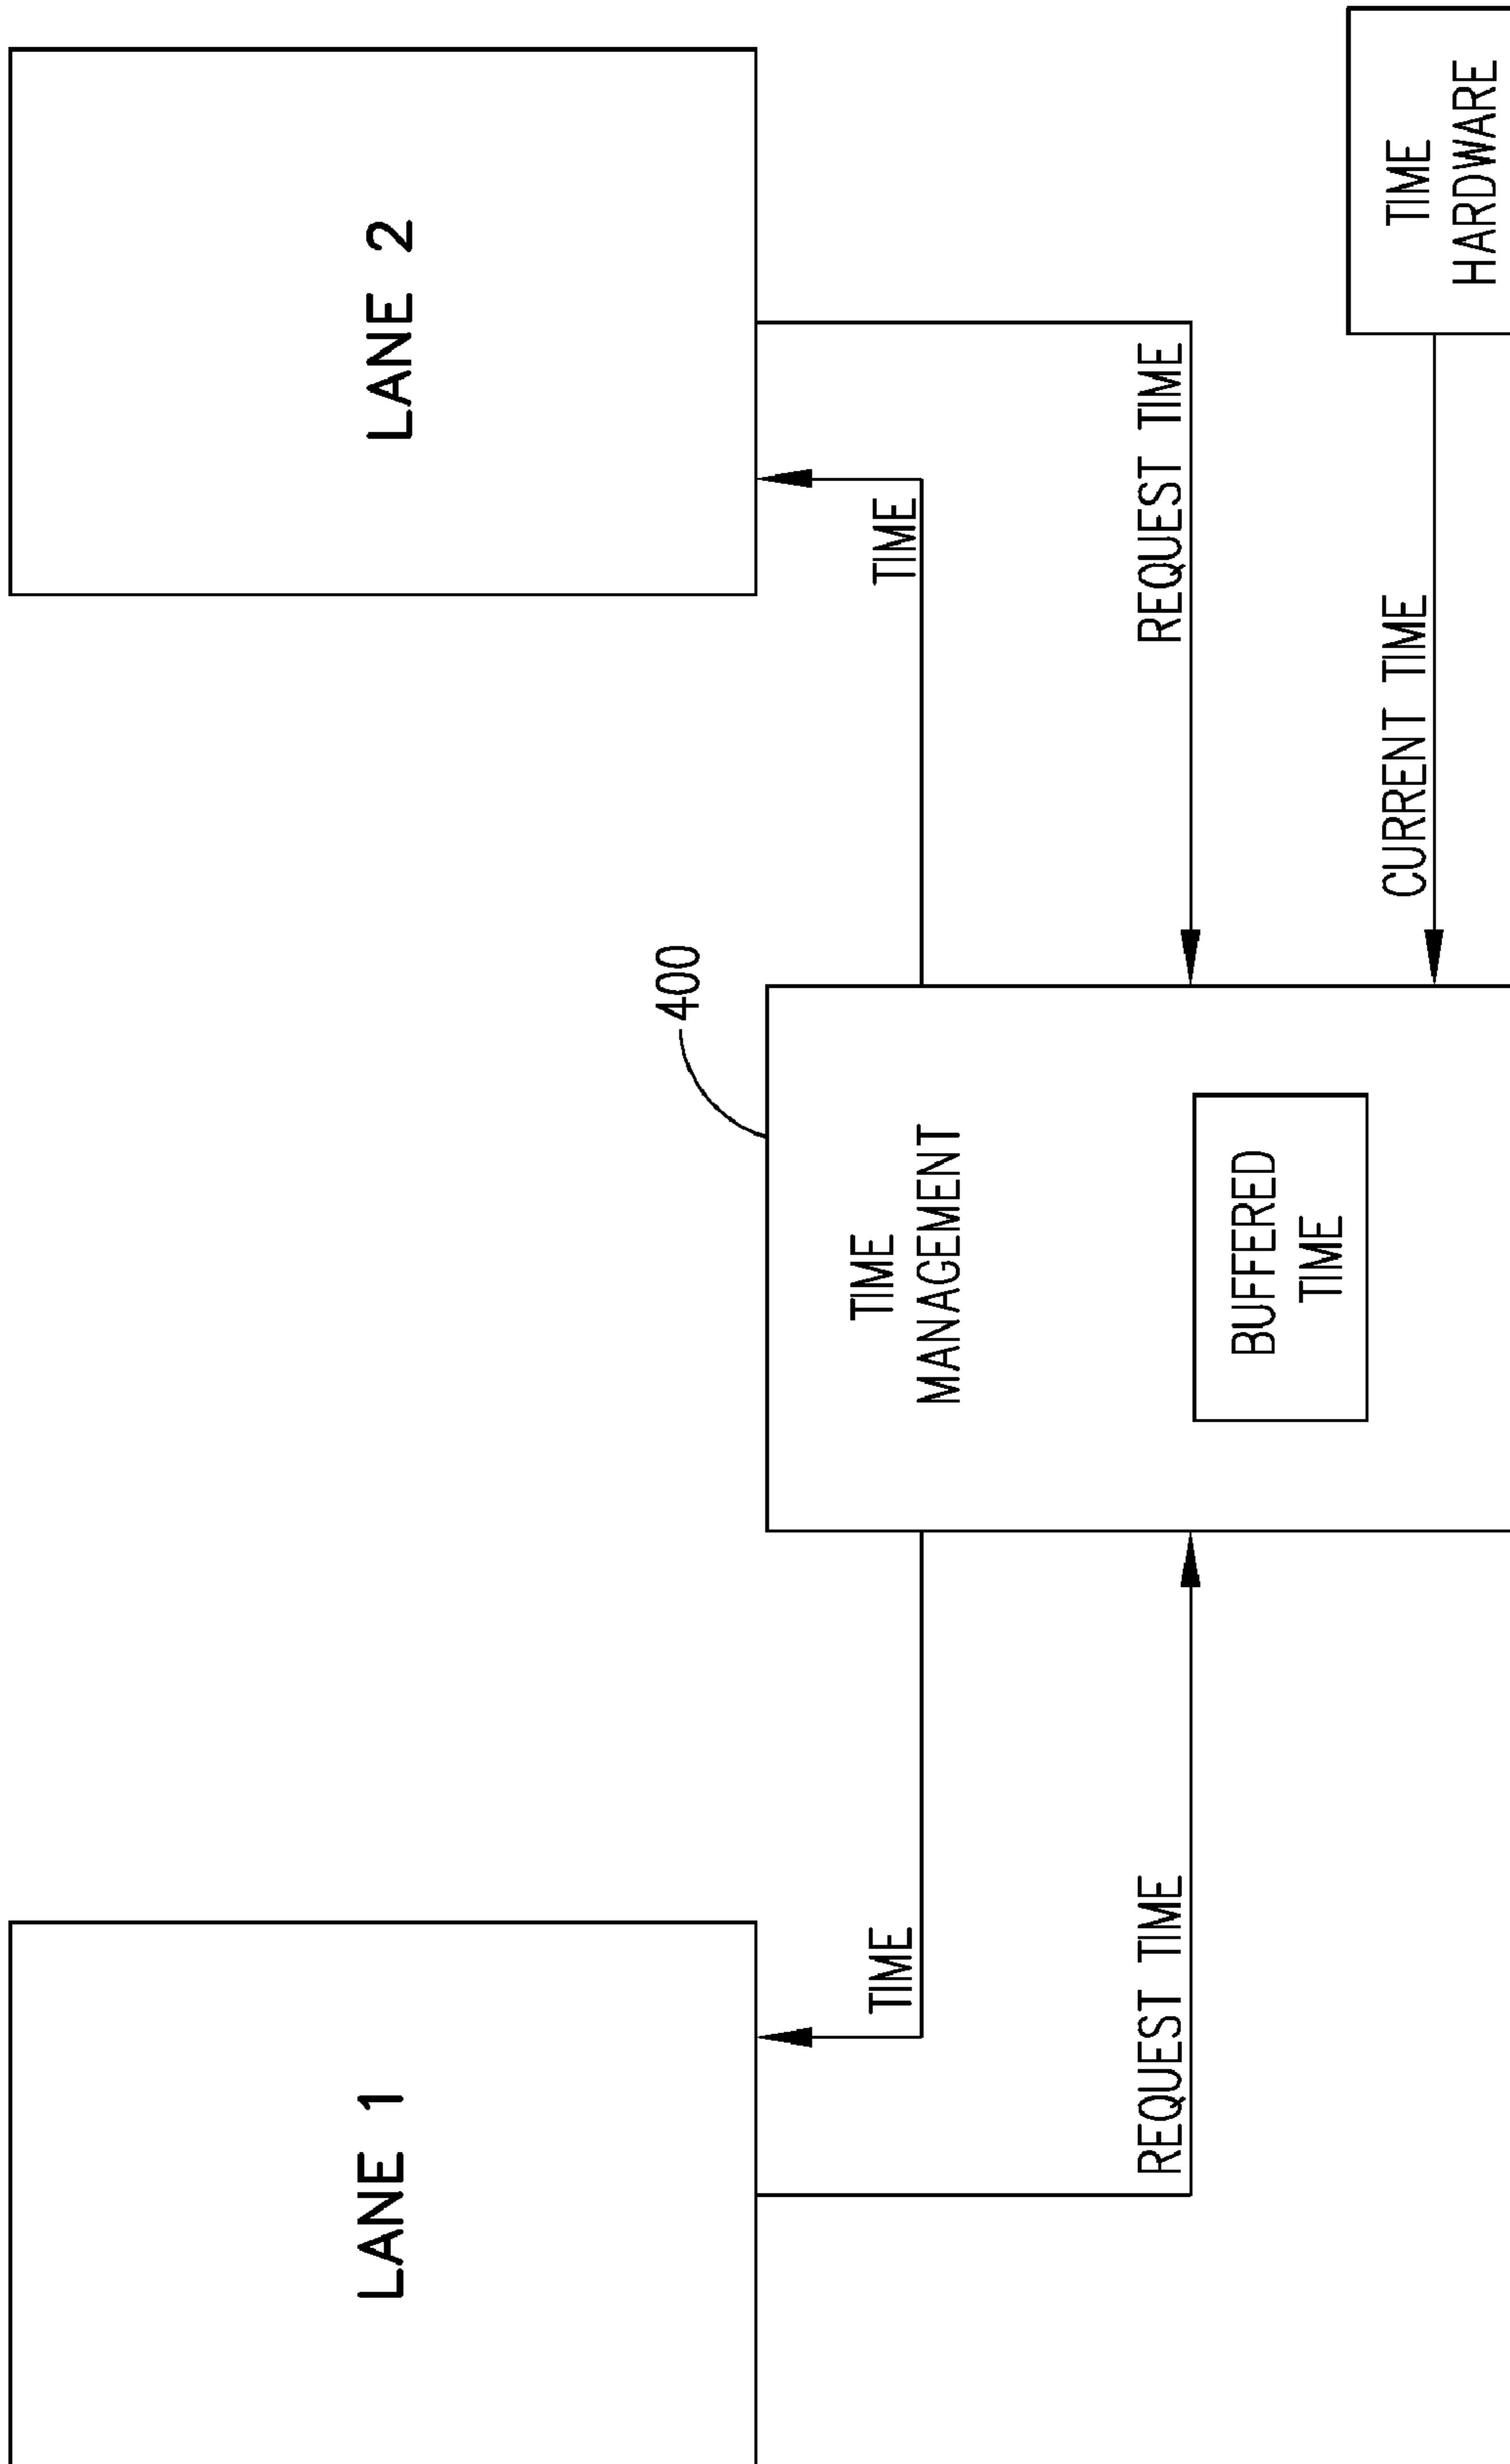 LANE 1
LANE 2
400
TIME
TIME
TIME
MANAGEMENT
REQUEST TIME
REQUEST TIME
BUFFERED
TIME
CURRENT TIME
TIME
HARDWARE